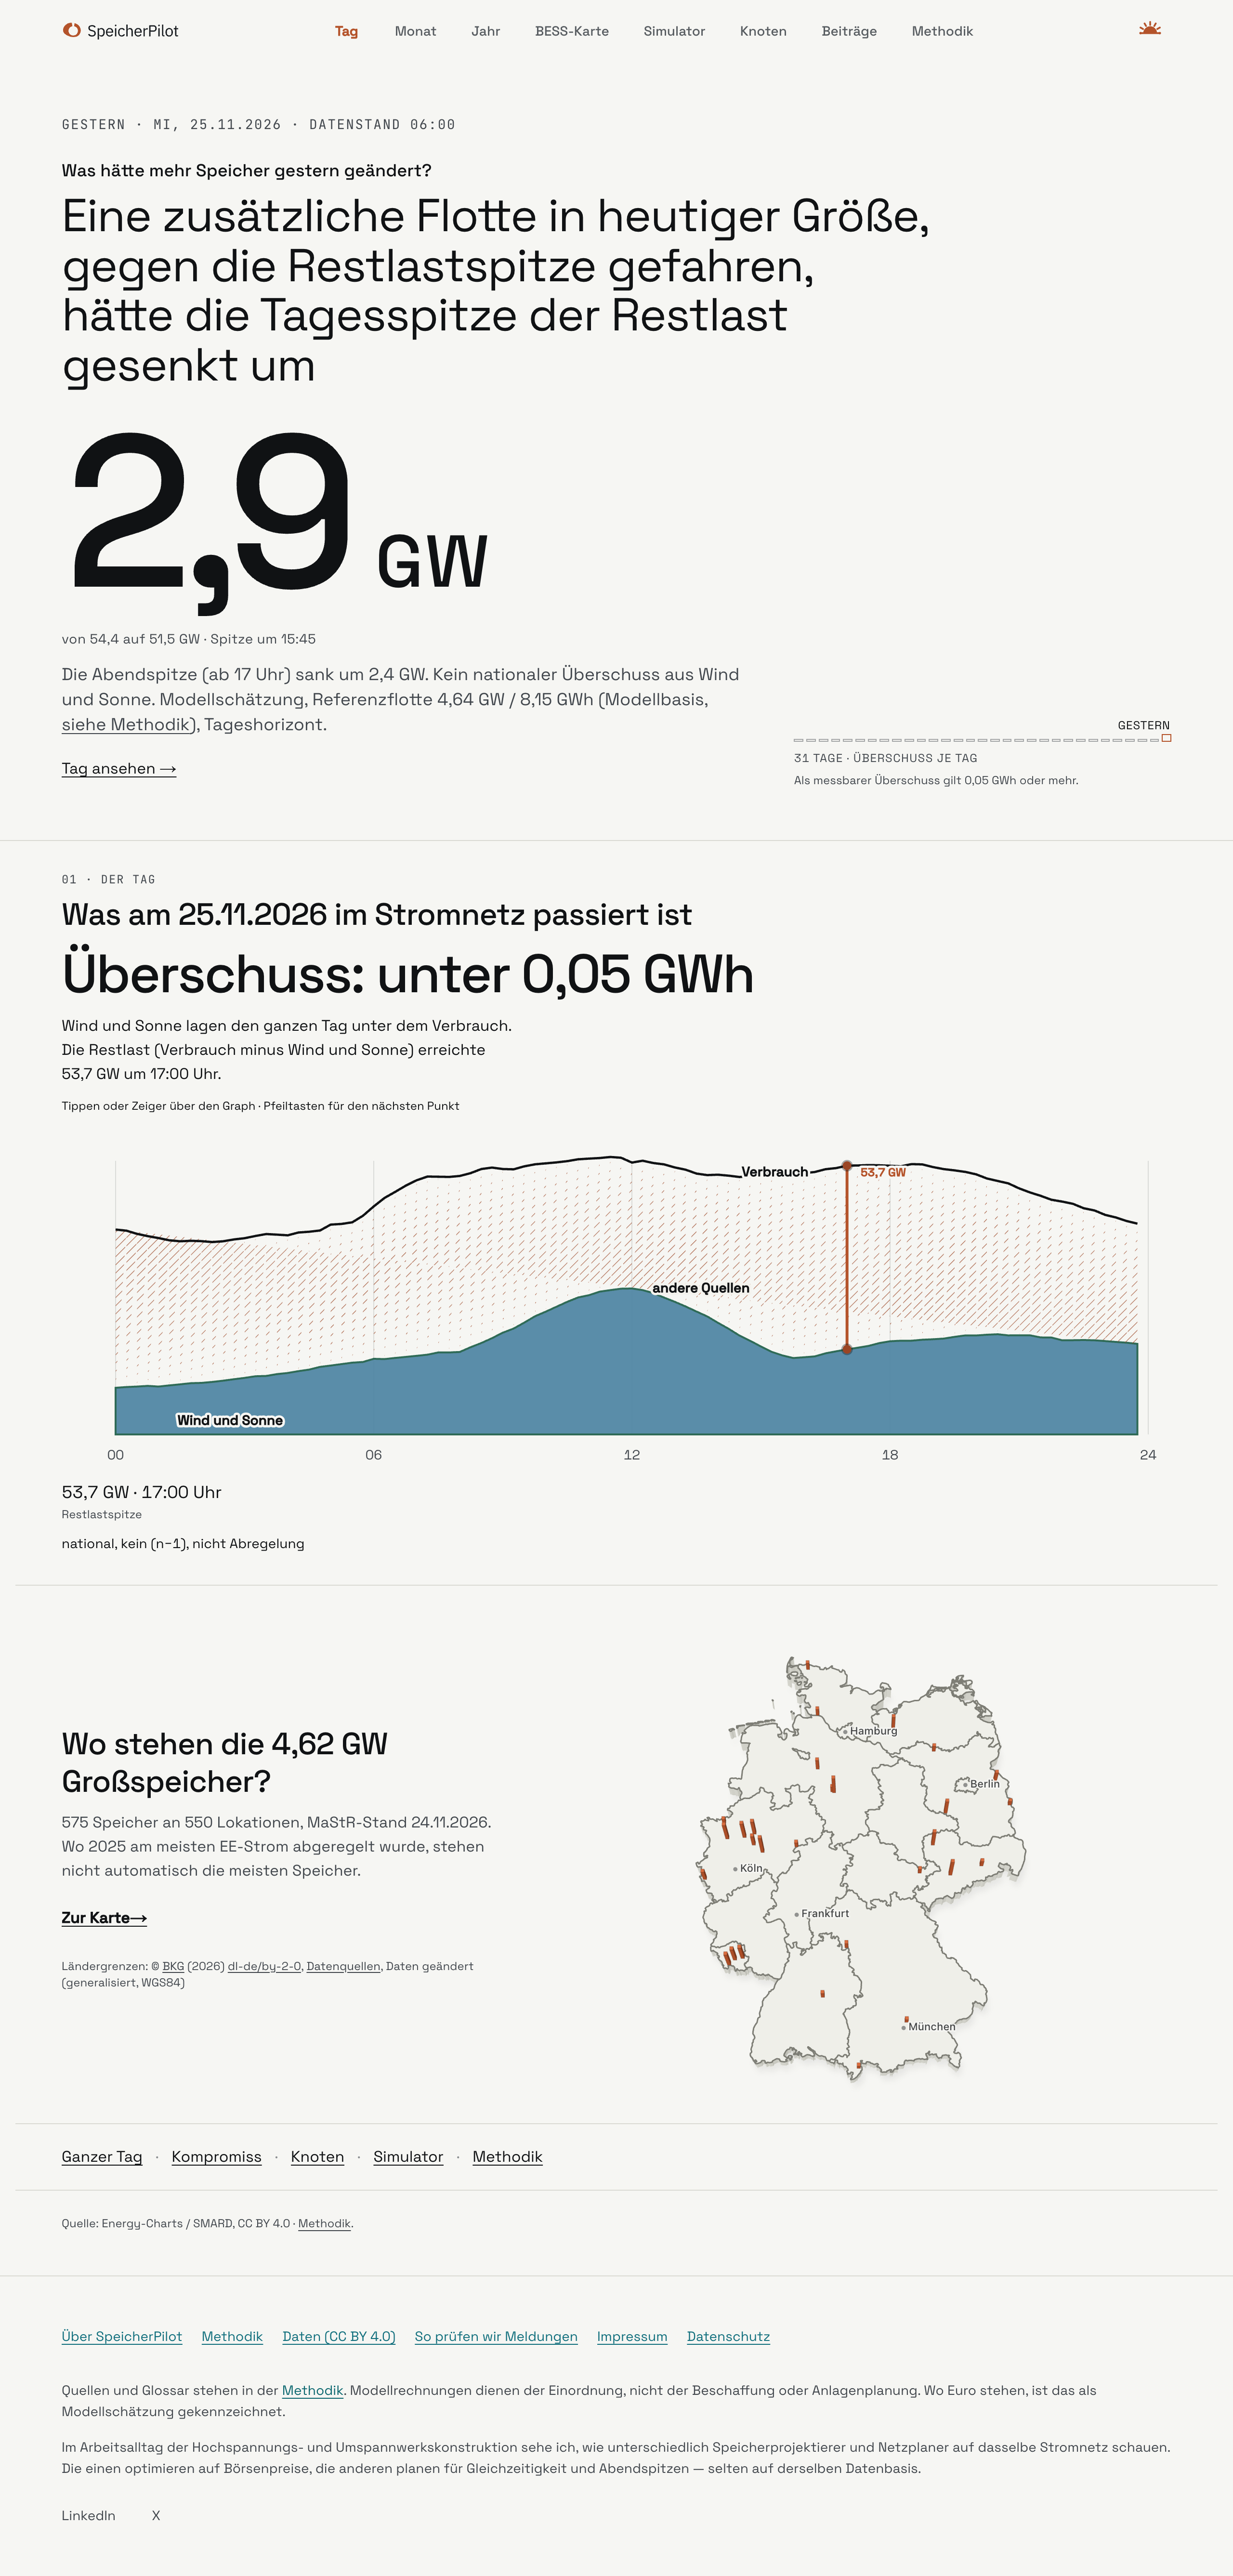 SpeicherPilot
Tag Monat Jahr BESS-Karte Simulator Knoten Beiträge Methodik
GESTERN · MI, 25.11.2026 · DATENSTAND 06:00
Was hätte mehr Speicher gestern geändert?
Eine zusätzliche Flotte in heutiger Größe,
gegen die Restlastspitze gefahren,
hätte die Tagesspitze der Restlast
gesenkt um
2,9 GW
von 54,4 auf 51,5 GW · Spitze um 15:45
Die Abendspitze (ab 17 Uhr) sank um 2,4 GW. Kein nationaler Überschuss aus Wind
und Sonne. Modellschätzung, Referenzflotte 4,64 GW / 8,15 GWh (Modellbasis,
siehe Methodik), Tageshorizont.
Tag ansehen →
GESTERN
31 TAGE · ÜBERSCHUSS JE TAG
Als messbarer Überschuss gilt 0,05 GWh oder mehr.
01 · DER TAG
Was am 25.11.2026 im Stromnetz passiert ist
Überschuss: unter 0,05 GWh
Wind und Sonne lagen den ganzen Tag unter dem Verbrauch.
Die Restlast (Verbrauch minus Wind und Sonne) erreichte
53,7 GW um 17:00 Uhr.
Tippen oder Zeiger über den Graph · Pfeiltasten für den nächsten Punkt
Verbrauch
53,7 GW
andere Quellen
Wind und Sonne
00 06 12 18 24
53,7 GW · 17:00 Uhr
Restlastspitze
national, kein (n−1), nicht Abregelung
Wo stehen die 4,62 GW
Großspeicher?
575 Speicher an 550 Lokationen, MaStR-Stand 24.11.2026.
Wo 2025 am meisten EE-Strom abgeregelt wurde, stehen
nicht automatisch die meisten Speicher.
Zur Karte→
Ländergrenzen: © BKG (2026) dl-de/by-2-0, Datenquellen, Daten geändert
(generalisiert, WGS84)
Hamburg
Berlin
Köln
Frankfurt
München
Ganzer Tag · Kompromiss · Knoten · Simulator · Methodik
Quelle: Energy-Charts / SMARD, CC BY 4.0 · Methodik.
Über SpeicherPilot Methodik Daten (CC BY 4.0) So prüfen wir Meldungen Impressum Datenschutz
Quellen und Glossar stehen in der Methodik. Modellrechnungen dienen der Einordnung, nicht der Beschaffung oder Anlagenplanung. Wo Euro stehen, ist das als
Modellschätzung gekennzeichnet.
Im Arbeitsalltag der Hochspannungs- und Umspannwerkskonstruktion sehe ich, wie unterschiedlich Speicherprojektierer und Netzplaner auf dasselbe Stromnetz schauen.
Die einen optimieren auf Börsenpreise, die anderen planen für Gleichzeitigkeit und Abendspitzen — selten auf derselben Datenbasis.
LinkedIn X